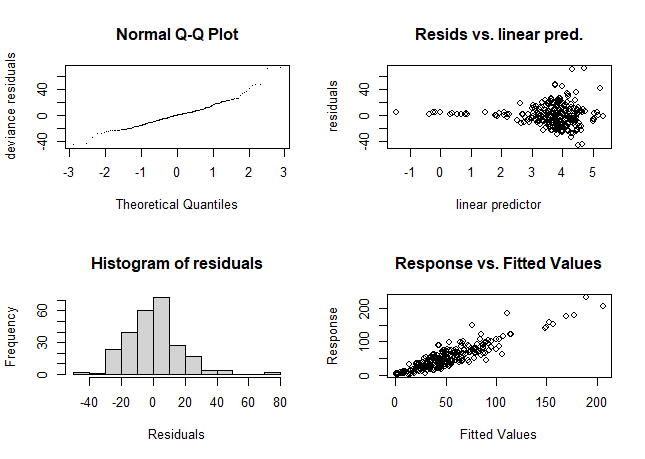 Normal Q-Q Plot
deviance residuals
-40 0 40
-3 -2 -1 0 1 2 3
Theoretical Quantiles
Resids vs. linear pred.
residuals
-40 0 40
-1 0 1 2 3 4 5
linear predictor
Histogram of residuals
Frequency
0 30 60
-40 -20 0 20 40 60 80
Residuals
Response vs. Fitted Values
Response
0 100 200
0 50 100 150 200
Fitted Values